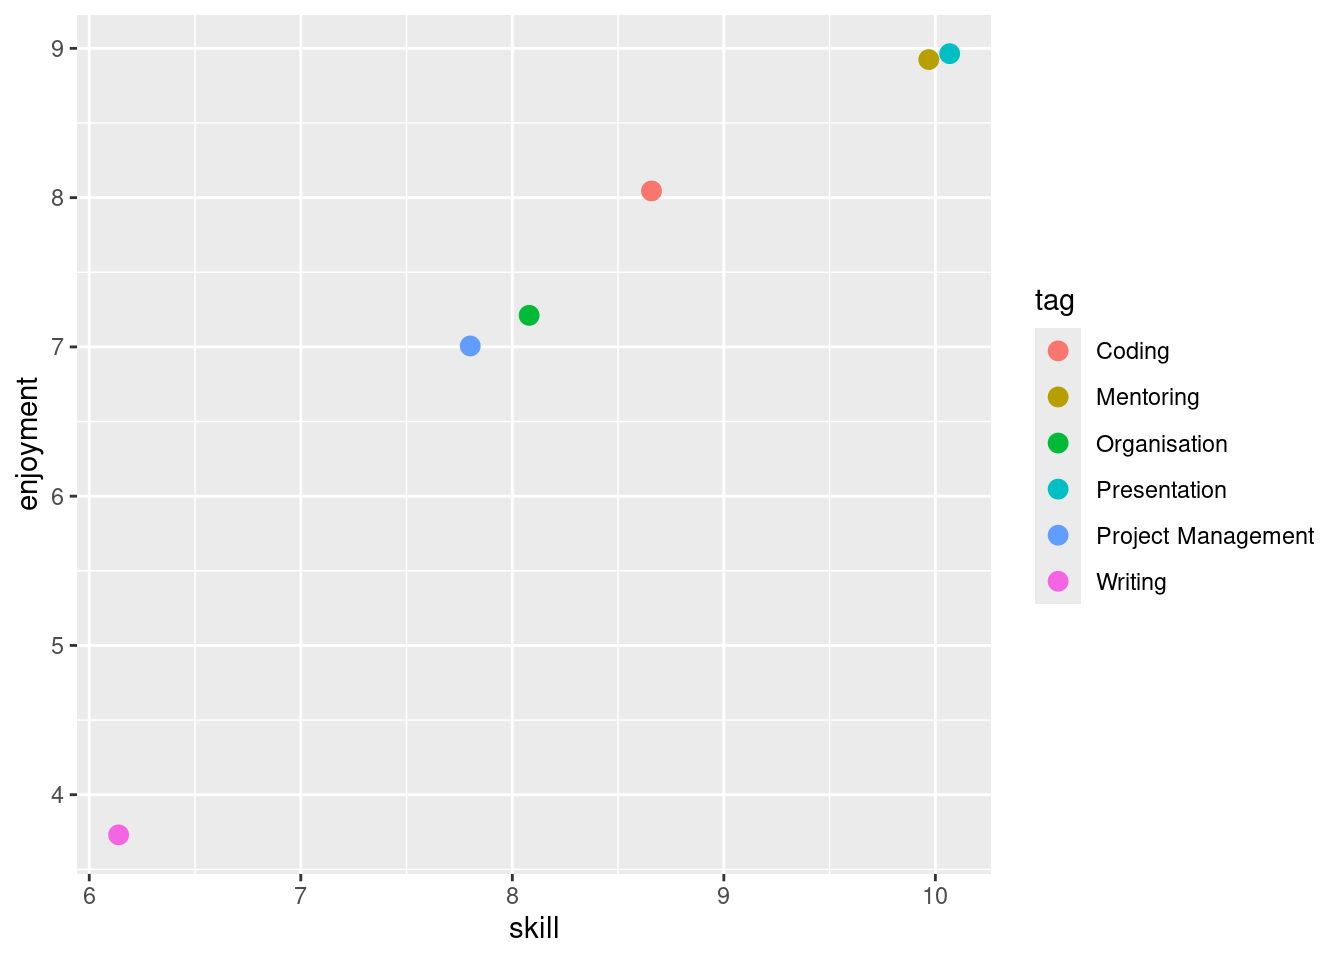 9
8
7
6
5
4
enjoyment
6
7
8
9
10
skill
tag
Coding
Mentoring
Organisation
Presentation
Project Management
Writing